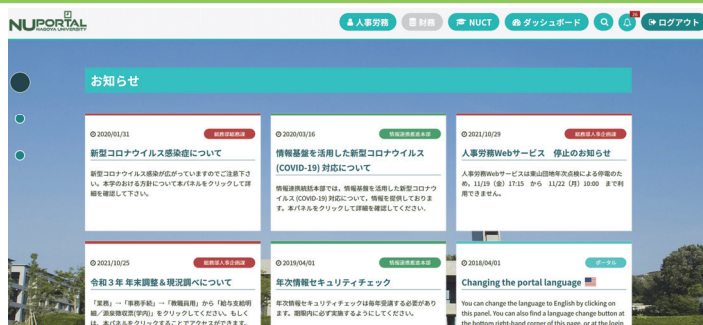 NUPORTAL
NAGOYA UNIVERSITY
人事労務
財務
NUCT
ダッシュボード
26
ログアウト
お知らせ
2020/01/31
総務部総務課
新型コロナウイルス感染症について
新型コロナウイルス感染が広がっていますのでご注意下さ
い。本学のおける方針について本パネルをクリックして詳
細を確認して下さい。
2020/03/16
情報連携推進本部
情報基盤を活用した新型コロナウイルス
(COVID-19) 対応について
情報連携統括本部では，情報基盤を活用した新型コロナウ
イルス (COVID-19) 対応について，情報を提供しておりま
す。本パネルをクリックして詳細を確認してください．
2021/10/29
総務部人事企画課
人事労務Webサービス　停止のお知らせ
人事労務Webサービスは東山団地年次点検による停電のた
め，11/19（金）17:15　から　11/22（月）10:00　まで利
用できません。
2021/10/25
総務部人事企画課
令和３年 年末調整＆現況調べについて
「業務」→「事務手続」→「教職員用」から「給与支給明
細／源泉徴収票(学内)」をクリックしてください。もしく
は、本パネルをクリックすることでアクセスができます。
2019/04/01
情報連携推進本部
年次情報セキュリティチェック
年次情報セキュリティチェックは毎年受講する必要があり
ます。期限内に必ず実施するようにしてください。
2018/04/01
ポータル
Changing the portal language
You can change the language to English by clicking on
this panel. You can also find a language change button at
the bottom right-hand corner of this page, or at the login